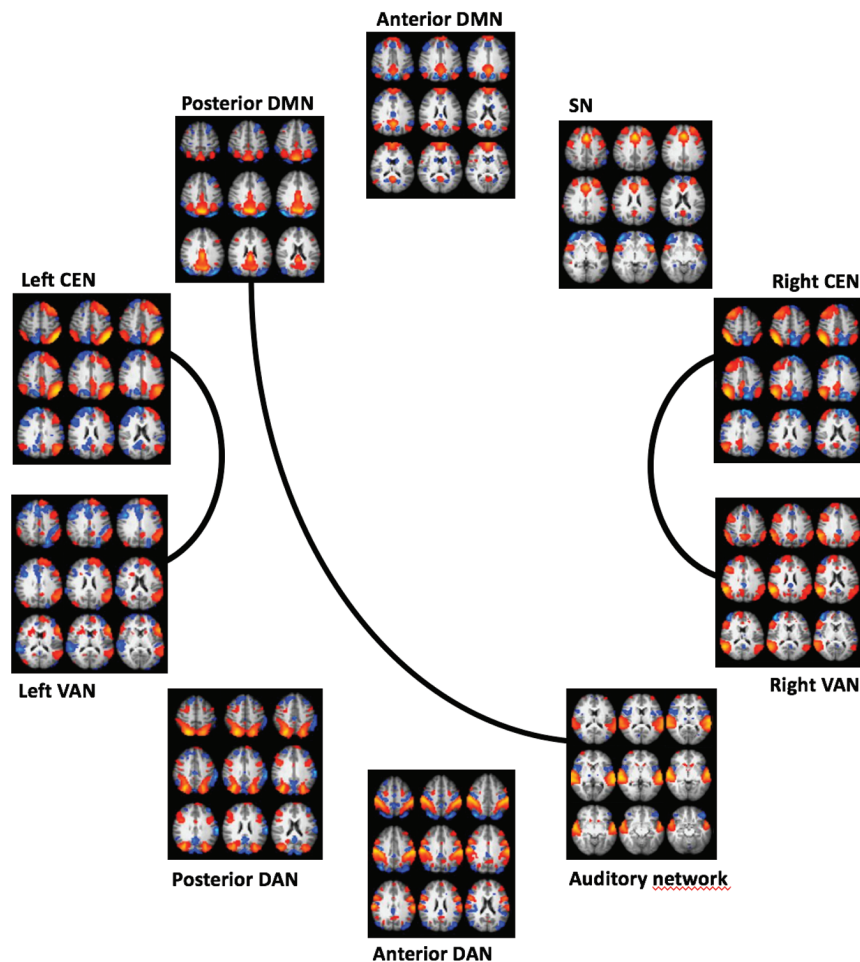 Anterior DMN
Posterior DMN
SN
Left CEN
Right CEN
Left VAN
Right VAN
Posterior DAN
Auditory network
Anterior DAN